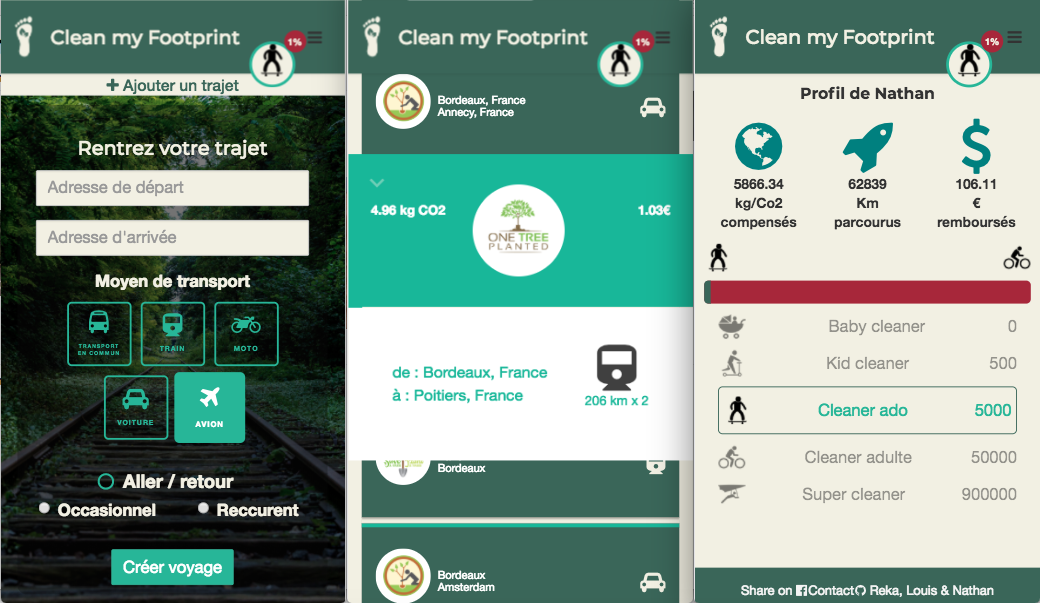 Clean my Footprint
1%
+ Ajouter un trajet
Rentrez votre trajet
Adresse de départ
Adresse d'arrivée
Moyen de transport
TRANSPORT
EN COMMUN
TRAIN
MOTO
VOITURE
AVION
Aller / retour
Occasionnel
Reccurent
Créer voyage
Clean my Footprint
1%
Bordeaux, France
Annecy, France
4.96 kg CO2
1.03€
ONE TREE
PLANTED
de : Bordeaux, France
à : Poitiers, France
206 km x 2
Bordeaux
Bordeaux
Amsterdam
Clean my Footprint
1%
Profil de Nathan
5866.34
kg/Co2
compensés
62839
Km
parcourus
106.11
€
remboursés
Baby cleaner 0
Kid cleaner 500
Cleaner ado 5000
Cleaner adulte 50000
Super cleaner 900000
Share on Contact Reka, Louis & Nathan